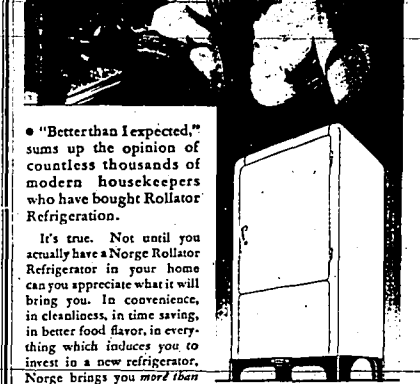 • "Better than I expected,"
sums up the opinion of
countless thousands of
modern housekeepers
who have bought Rollator
Refrigeration.
It's true. Not until you
actually have a Norge Rollator
Refrigerator in your home
can you appreciate what it will
bring you. In convenience,
in cleanliness, in time saving,
in better food flavor, in every-
thing which induces you to
invest in a new refrigerator,
Norge brings you more than